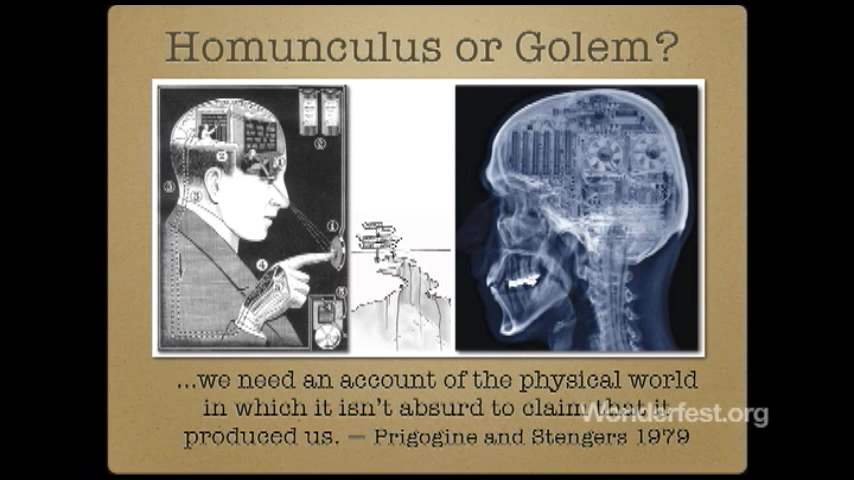 Homunculus or Golem?
...we need an account of the physical world
in which it isn't absurd to claim that it
Wonderfest.org
produced us. — Prigogine and Stengers 1979